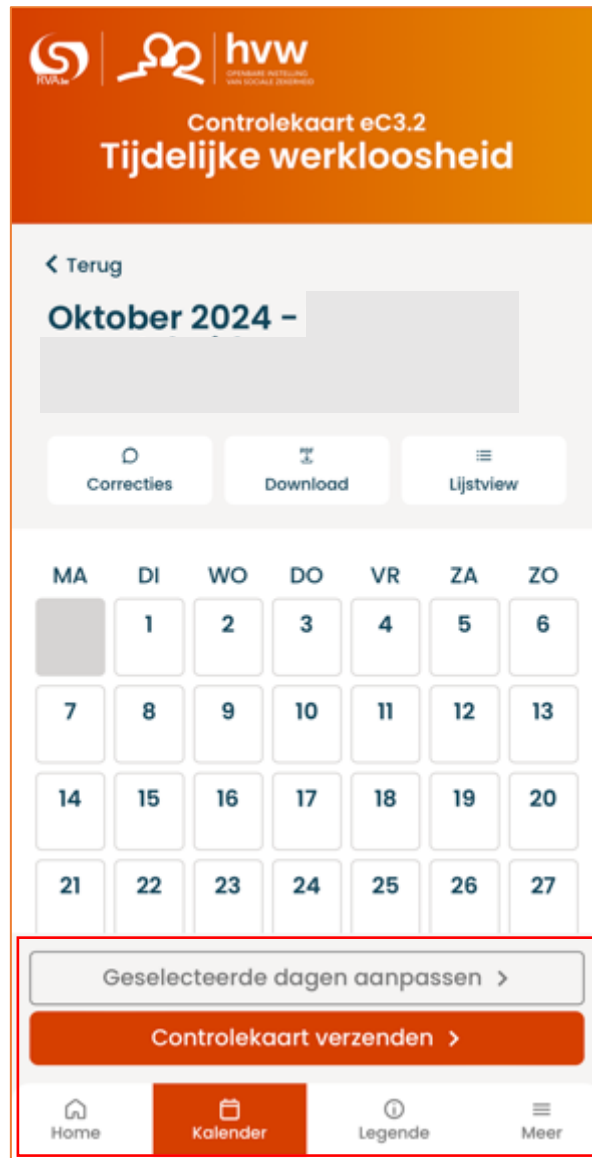 RVA.be
hvw
OPENBARE INSTELLING
VAN SOCIALE ZEKERHEID
Controlekaart eC3.2
Tijdelijke werkloosheid
Terug
Oktober 2024 -
Correcties Download Lijstview
MA DI WO DO VR ZA ZO
1 2 3 4 5 6
7 8 9 10 11 12 13
14 15 16 17 18 19 20
21 22 23 24 25 26 27
Geselecteerde dagen aanpassen
Controlekaart verzenden
Home Kalender Legende Meer